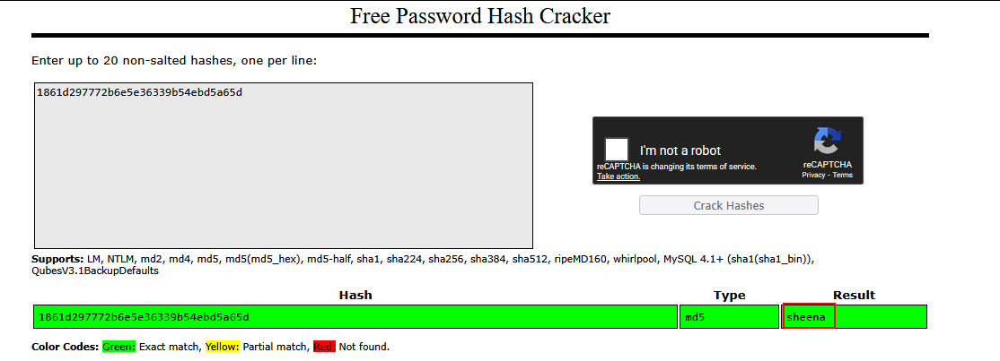 Free Password Hash Cracker
Enter up to 20 non-salted hashes, one per line:
1861d297772b6e5e36339b54ebd5a65d
I'm not a robot
reCAPTCHA is changing its terms of service.
Take action.
reCAPTCHA
Privacy - Terms
Crack Hashes
Supports: LM, NTLM, md2, md4, md5, md5(md5_hex), md5-half, sha1, sha224, sha256, sha384, sha512, ripeMD160, whirlpool, MySQL 4.1+ (sha1(sha1_bin)),
QubesV3.1BackupDefaults
Hash Type Result
1861d297772b6e5e36339b54ebd5a65d md5 sheena
Color Codes: Green: Exact match, Yellow: Partial match, Red: Not found.